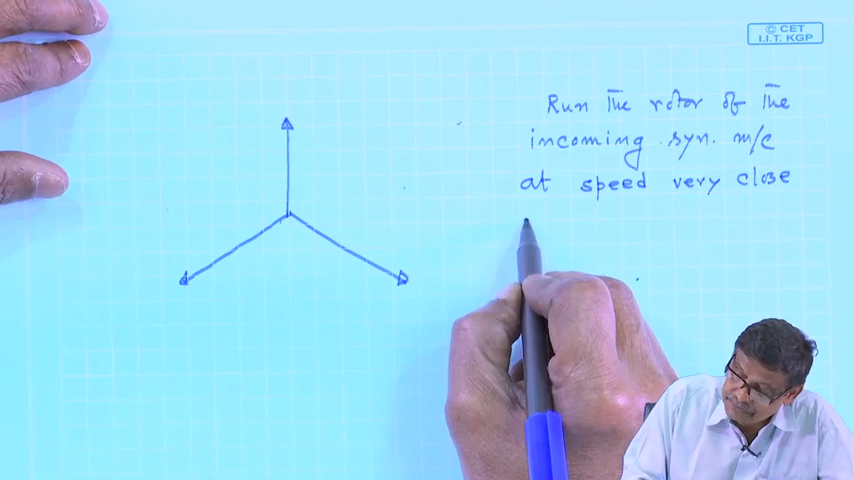 © CET
I.I.T. KGP
Run the rotor of the
incoming syn. m/c
at speed very close